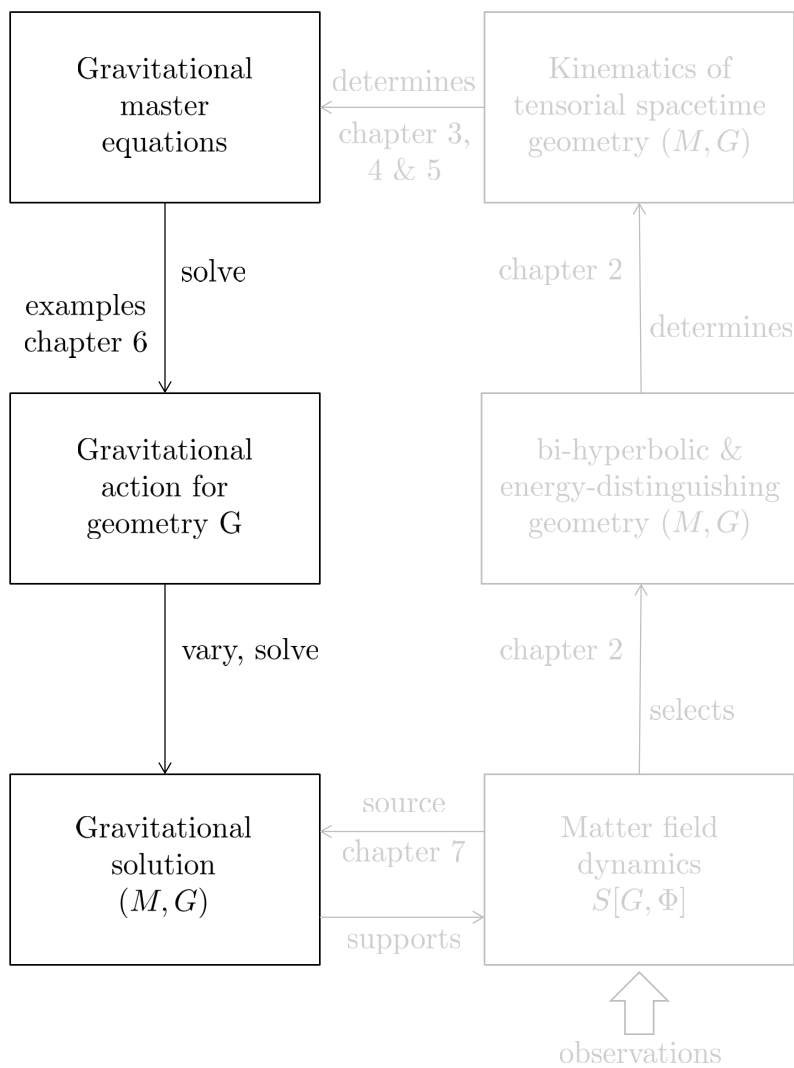 Gravitational
master
equations
determines
chapter 3,
4 & 5
Kinematics of
tensorial spacetime
geometry (M, G)
solve
examples
chapter 6
chapter 2
determines
Gravitational
action for
geometry G
bi-hyperbolic &
energy-distinguishing
geometry (M, G)
vary, solve
chapter 2
selects
Gravitational
solution
(M, G)
source
chapter 7
supports
Matter field
dynamics
S[G, Φ]
observations